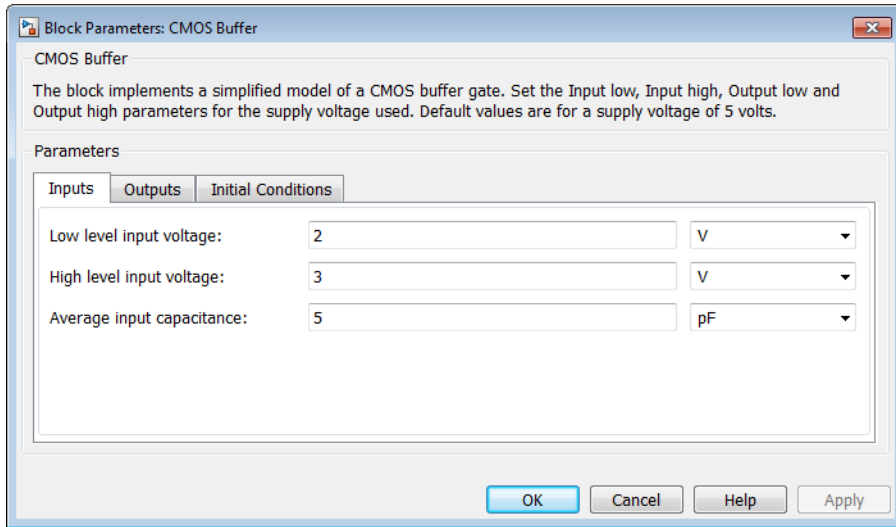 Block Parameters: CMOS Buffer
CMOS Buffer
The block implements a simplified model of a CMOS buffer gate. Set the Input low, Input high, Output low and
Output high parameters for the supply voltage used. Default values are for a supply voltage of 5 volts.
Parameters
Inputs Outputs Initial Conditions
Low level input voltage: 2 V
High level input voltage: 3 V
Average input capacitance: 5 pF
OK Cancel Help Apply